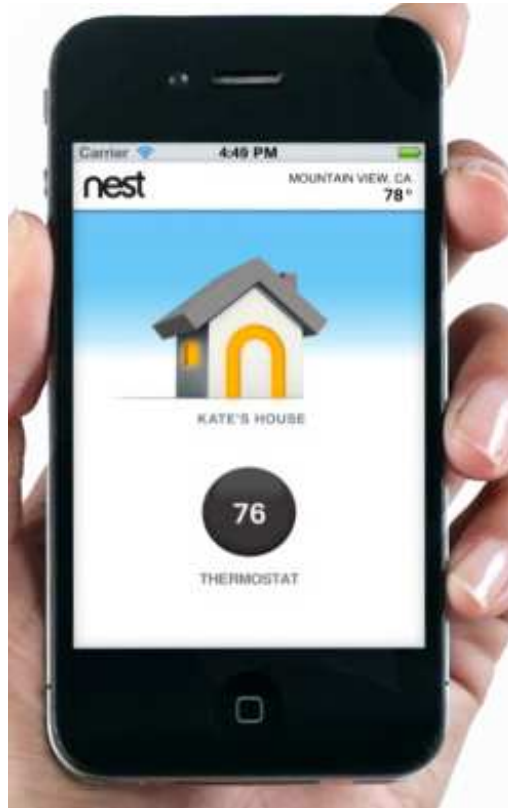 Carrier 4:49 PM
nest
MOUNTAIN VIEW, CA
78°
KATE'S HOUSE
76
THERMOSTAT